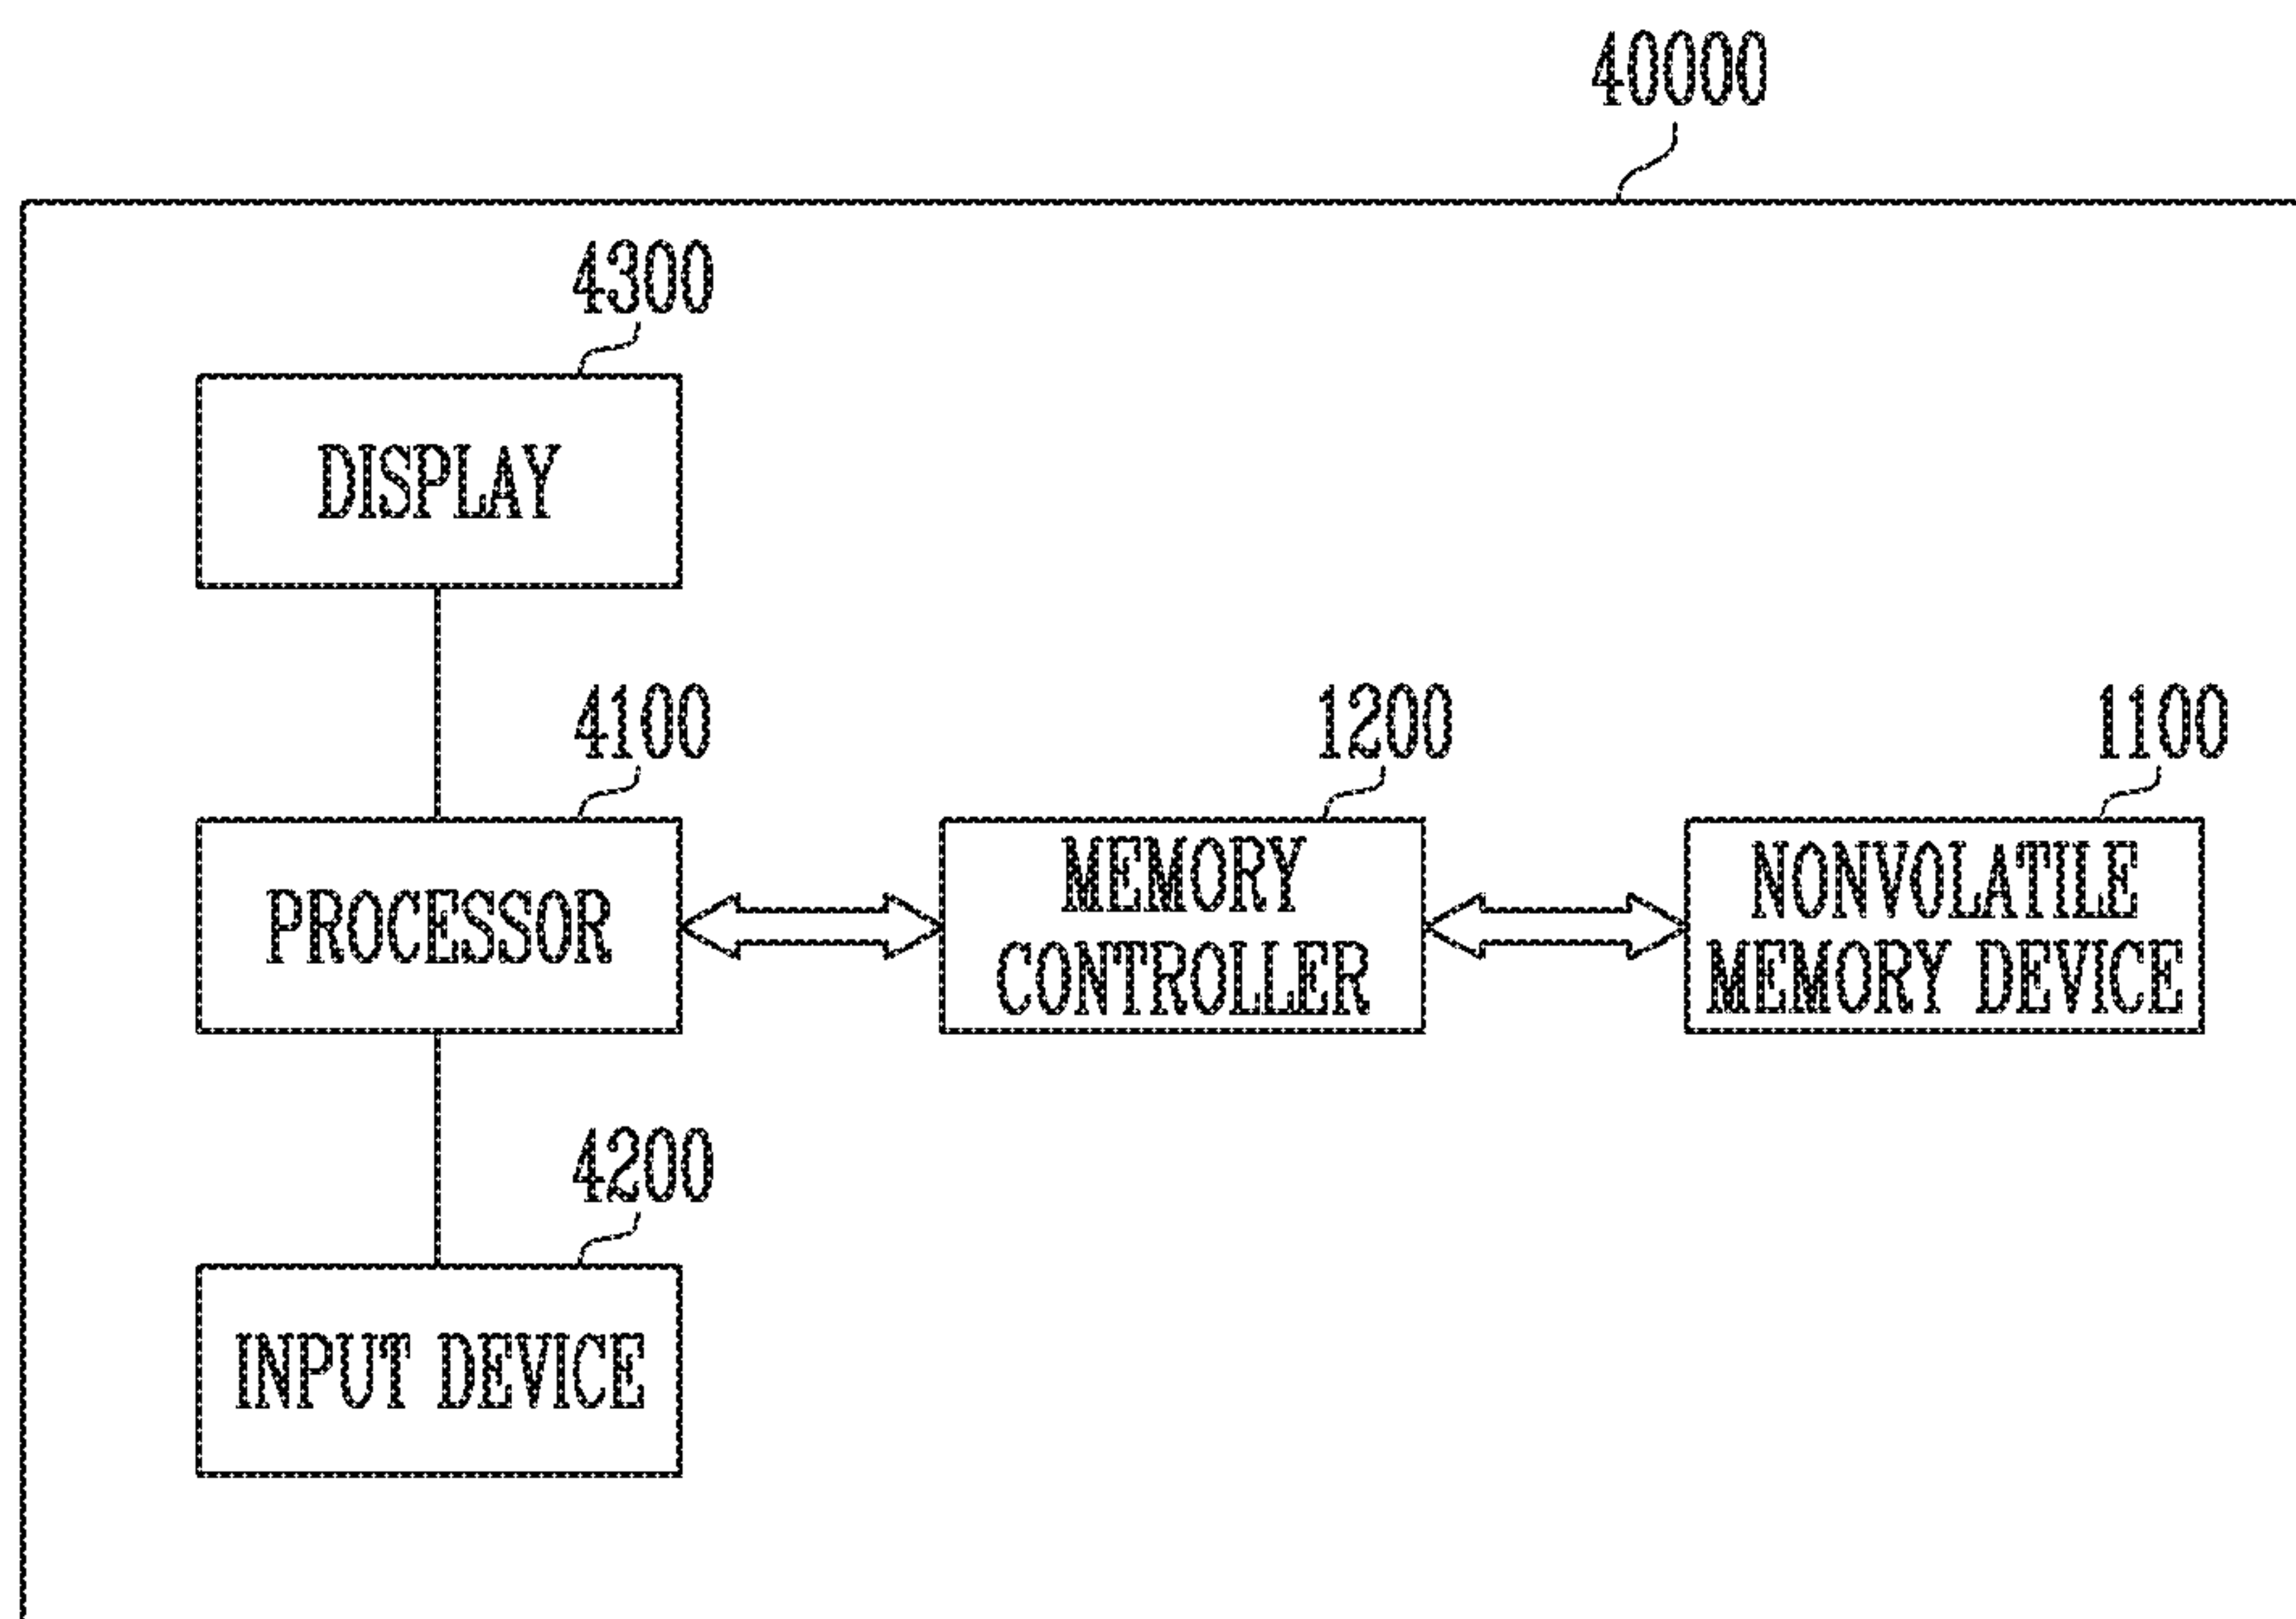 40000
4300
DISPLAY
4100
PROCESSOR
1200
MEMORY
CONTROLLER
1100
NONVOLATILE
MEMORY DEVICE
4200
INPUT DEVICE